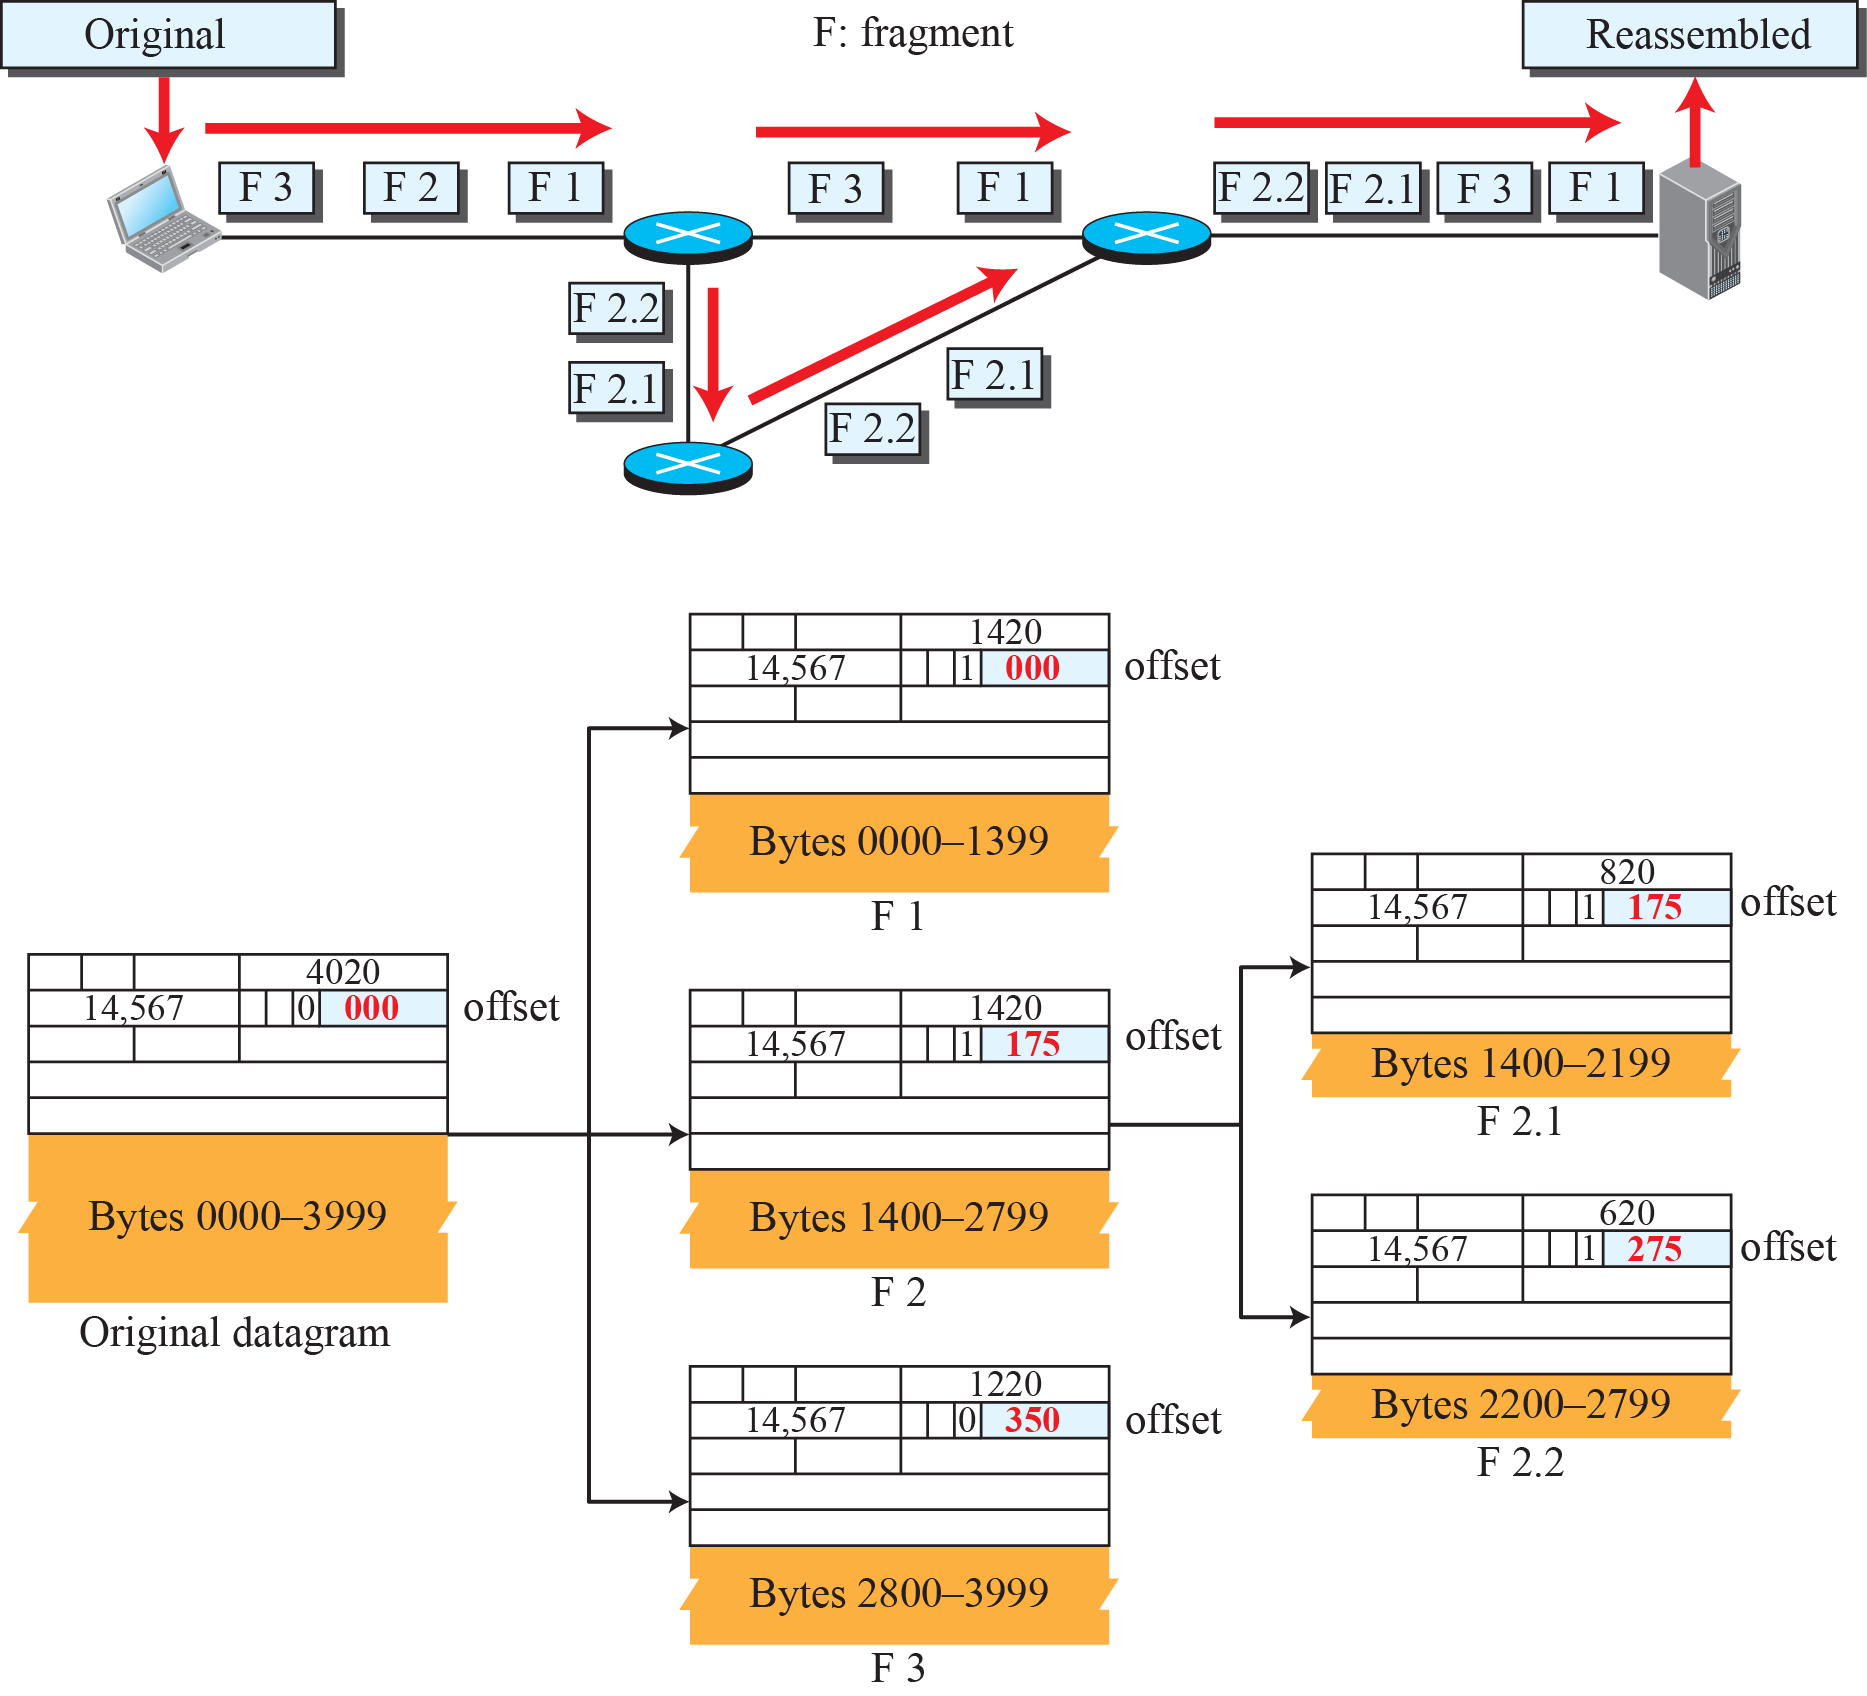 Original
F: fragment
Reassembled
F 3
F 2
F 1
F 3
F 1
F 2.2
F 2.1
F 3
F 1
F 2.2
F 2.1
F 2.1
F 2.2
1420
14,567 1 000 offset
Bytes 0000–1399
F 1
4020
14,567 0 000 offset
Bytes 0000–3999
Original datagram
1420
14,567 1 175 offset
Bytes 1400–2799
F 2
1220
14,567 0 350 offset
Bytes 2800–3999
F 3
820
14,567 1 175 offset
Bytes 1400–2199
F 2.1
620
14,567 1 275 offset
Bytes 2200–2799
F 2.2